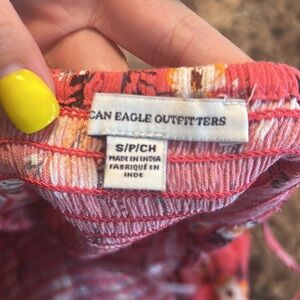 CAN EAGLE OUTFITTERS
S/P/CH
MADE IN INDIA
FABRIQUÉ EN
INDE